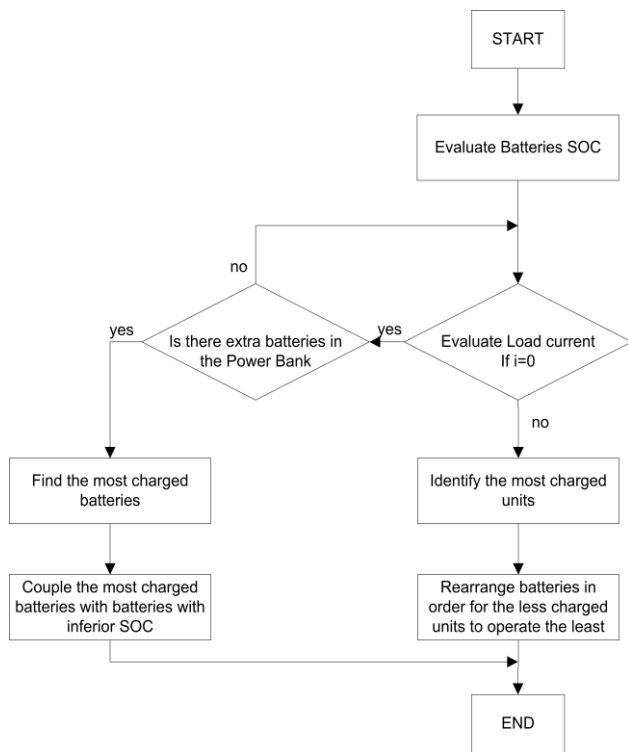 START
Evaluate Batteries SOC
no
yes
Is there extra batteries in
the Power Bank
yes
Evaluate Load current
If i=0
no
Find the most charged
batteries
Identify the most charged
units
Couple the most charged
batteries with batteries with
inferior SOC
Rearrange batteries in
order for the less charged
units to operate the least
END